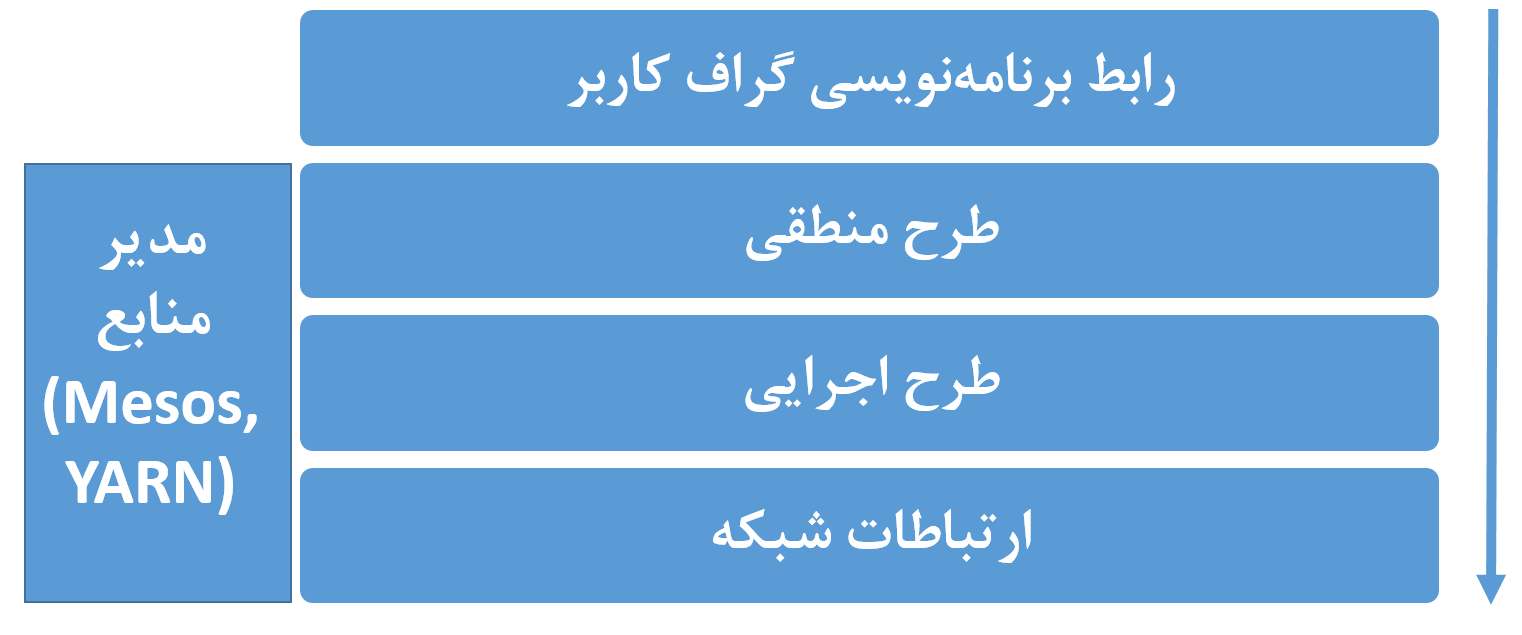 رابط برنامه‌نویسی گراف کاربر
طرح منطقی
طرح اجرایی
ارتباطات شبکه
مدیر
منابع
(Mesos,
YARN)